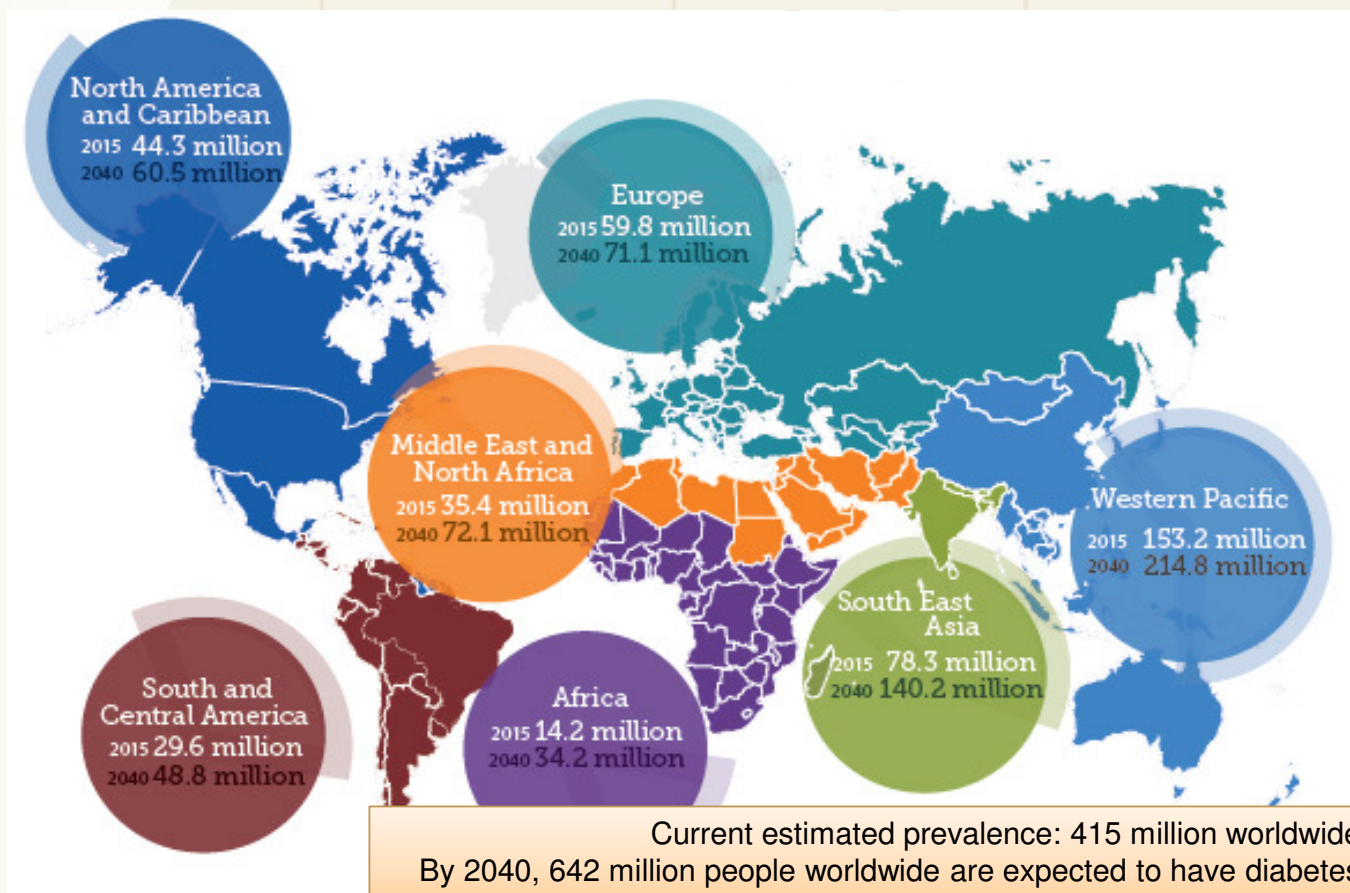 North America
and Caribbean
2015 44.3 million
2040 60.5 million
Europe
2015 59.8 million
2040 71.1 million
Middle East and
North Africa
2015 35.4 million
2040 72.1 million
Western Pacific
2015 153.2 million
2040 214.8 million
South East
Asia
2015 78.3 million
2040 140.2 million
South and
Central America
2015 29.6 million
2040 48.8 million
Africa
2015 14.2 million
2040 34.2 million
Current estimated prevalence: 415 million worldwide
By 2040, 642 million people worldwide are expected to have diabetes